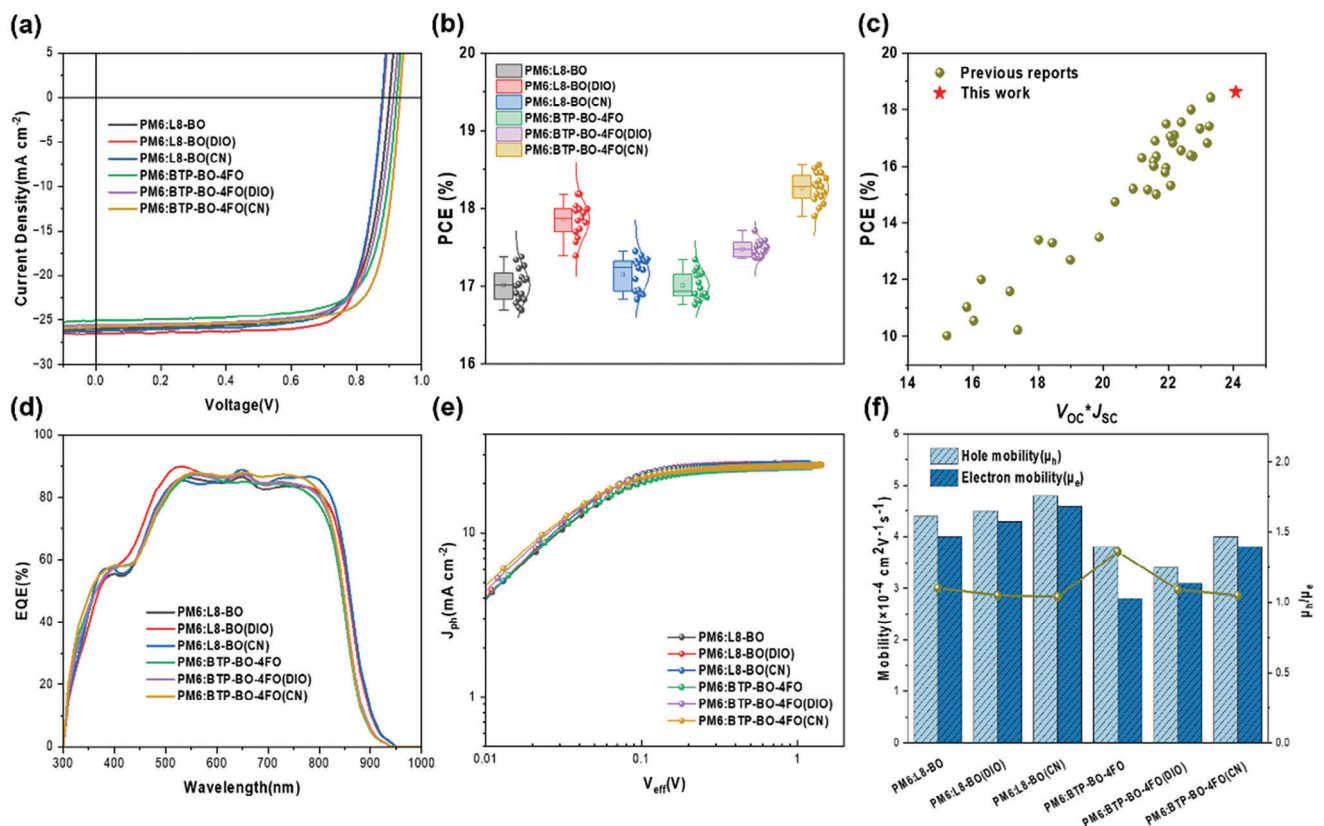 (a)
5
0
−5
−10
−15
−20
−25
−30
Current Density(mA cm⁻²)
PM6:L8-BO
PM6:L8-BO(DIO)
PM6:L8-BO(CN)
PM6:BTP-BO-4FO
PM6:BTP-BO-4FO(DIO)
PM6:BTP-BO-4FO(CN)
0.0 0.2 0.4 0.6 0.8 1.0
Voltage(V)
(b)
20
19
18
17
16
PCE (%)
PM6:L8-BO
PM6:L8-BO(DIO)
PM6:L8-BO(CN)
PM6:BTP-BO-4FO
PM6:BTP-BO-4FO(DIO)
PM6:BTP-BO-4FO(CN)
(c)
20
18
16
14
12
10
PCE (%)
Previous reports
This work
14 16 18 20 22 24
V_OC*J_SC
(d)
100
80
60
40
20
0
EQE(%)
PM6:L8-BO
PM6:L8-BO(DIO)
PM6:L8-BO(CN)
PM6:BTP-BO-4FO
PM6:BTP-BO-4FO(DIO)
PM6:BTP-BO-4FO(CN)
300 400 500 600 700 800 900 1000
Wavelength(nm)
(e)
10
1
J_ph(mA cm⁻²)
PM6:L8-BO
PM6:L8-BO(DIO)
PM6:L8-BO(CN)
PM6:BTP-BO-4FO
PM6:BTP-BO-4FO(DIO)
PM6:BTP-BO-4FO(CN)
0.01 0.1 1
V_eff(V)
(f)
6
5
4
3
2
1
0
Mobility(×10⁻⁴ cm²V⁻¹s⁻¹)
Hole mobility(μ_h)
Electron mobility(μ_e)
2.0
1.5
1.0
0.5
0.0
μ_h/μ_e
PM6:L8-BO
PM6:L8-BO(DIO)
PM6:L8-BO(CN)
PM6:BTP-BO-4FO
PM6:BTP-BO-4FO(DIO)
PM6:BTP-BO-4FO(CN)